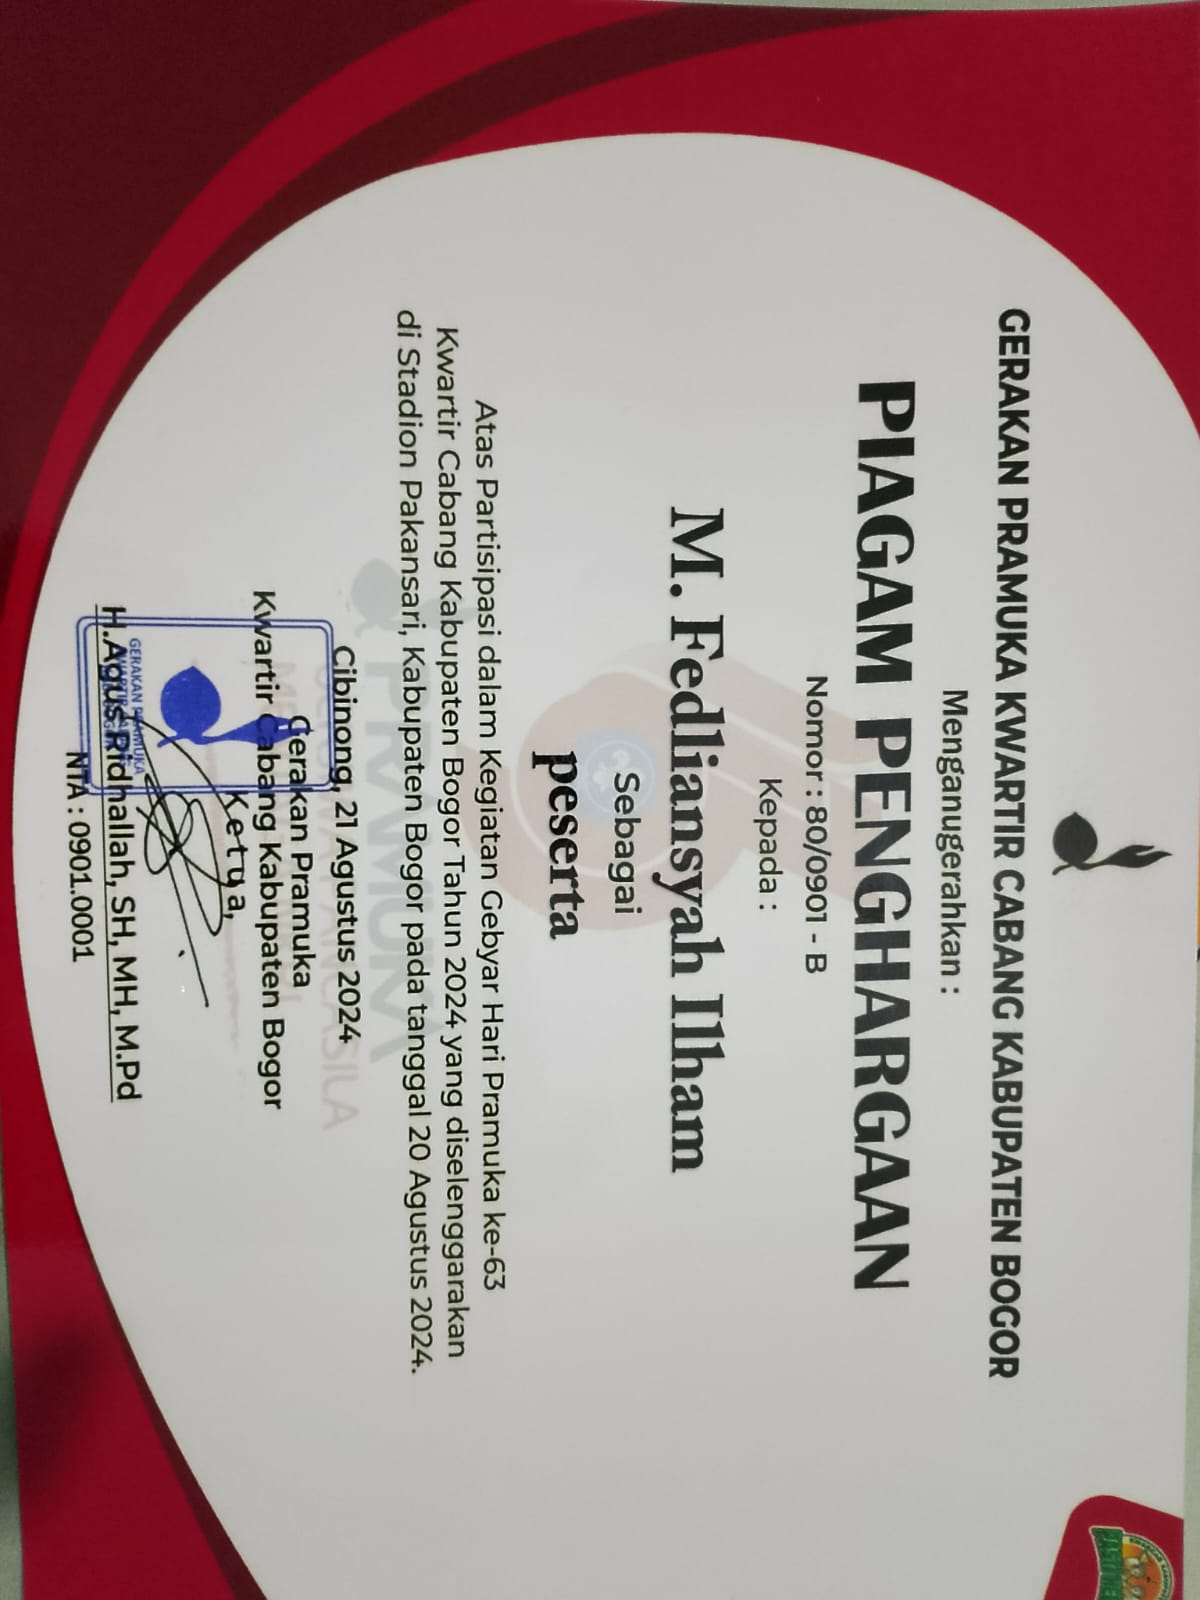 GERAKAN PRAMUKA KWARTIR CABANG KABUPATEN BOGOR
Menganugerahkan :
PIAGAM PENGHARGAAN
Nomor : 80/0901 - B
Kepada :
M. Fedliansyah Ilham
Sebagai
peserta
Atas Partisipasi dalam Kegiatan Gebyar Hari Pramuka ke-63
Kwartir Cabang Kabupaten Bogor Tahun 2024 yang diselenggarakan
di Stadion Pakansari, Kabupaten Bogor pada tanggal 20 Agustus 2024.
PRAMUKA
Cibinong, 21 Agustus 2024
Gerakan Pramuka
Kwartir Cabang Kabupaten Bogor
Ketua,
GERAKAN PRAMUKA
H.Agus Ridhallah, SH, MH, M.Pd
NTA : 0901.0001